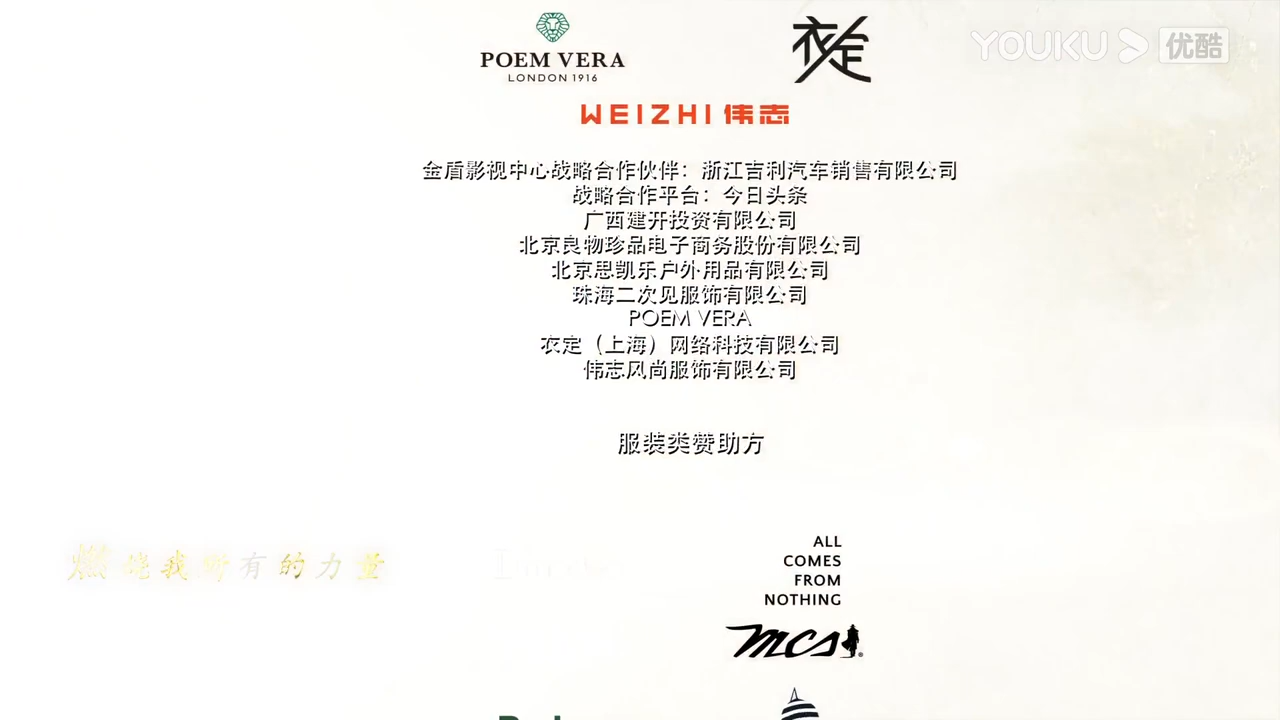 POEM VERA
LONDON 1916
衣定
YOUKU 优酷
WEIZHI 伟志
金盾影视中心战略合作伙伴：浙江吉利汽车销售有限公司
战略合作平台：今日头条
广西建开投资有限公司
北京良物珍品电子商务股份有限公司
北京思凯乐户外用品有限公司
珠海二次见服饰有限公司
POEM VERA
衣定（上海）网络科技有限公司
伟志风尚服饰有限公司
服装类赞助方
燃烧我所有的力量
ALL
COMES
FROM
NOTHING
mcs